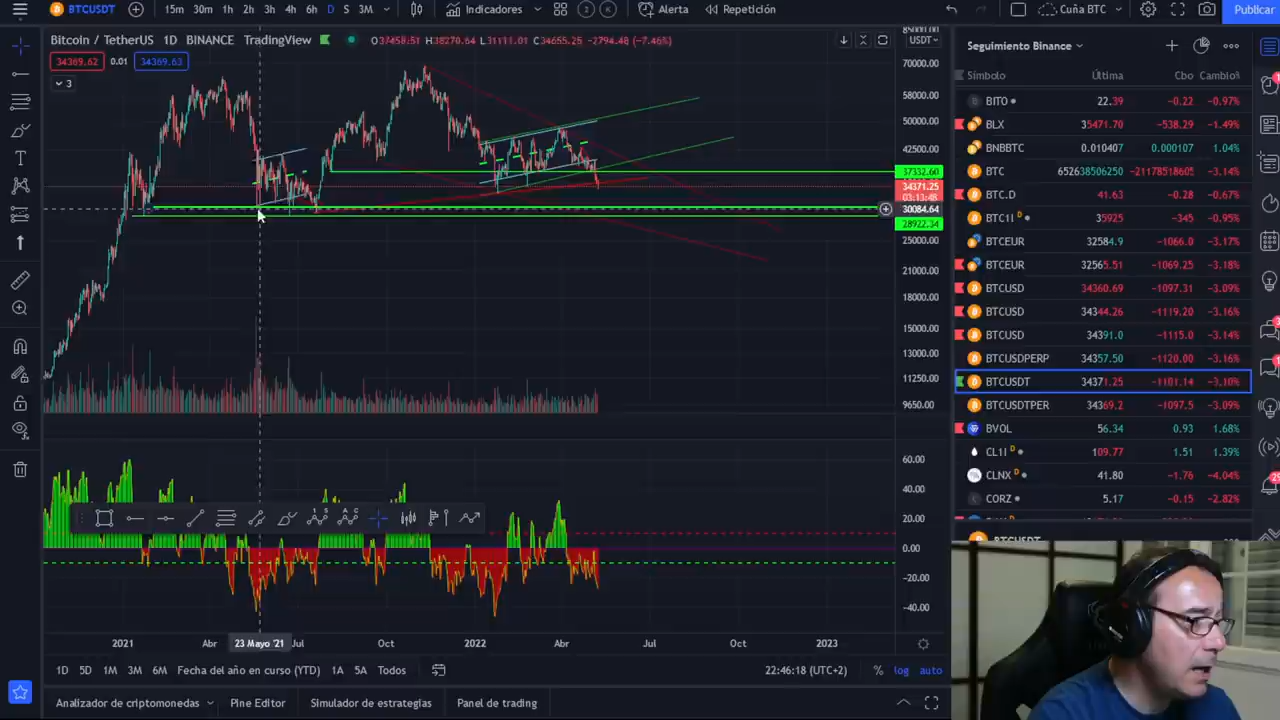 BTCUSDT 15m 30m 1h 2h 3h 4h 6h D S 3M Indicadores Alerta Repetición Cuña BTC Publicar
Bitcoin / TetherUS 1D BINANCE TradingView O37458.51 H38270.64 L31111.01 C34655.25 −2794.48 (−7.46%)
USDT
34369.62 0.01 34369.63
3
70000.00
58000.00
50000.00
42500.00
37332.60
34371.25
03:13:48
30084.64
28922.34
25000.00
21000.00
18000.00
15000.00
13000.00
11250.00
9650.00
60.00
40.00
20.00
0.00
−20.00
−40.00
2021 Abr 23 Mayo '21 Jul Oct 2022 Abr Jul Oct 2023
1D 5D 1M 3M 6M Fecha del año en curso (YTD) 1A 5A Todos 22:46:18 (UTC+2) % log auto
Analizador de criptomonedas Pine Editor Simulador de estrategias Panel de trading
Seguimiento Binance
Símbolo Última Cbo Cambio%
BITO 22.39 −0.22 −0.97%
BLX 35471.70 −538.29 −1.49%
BNBBTC 0.010407 0.000107 1.04%
BTC 652638506250 −21178518605 −3.14%
BTC.D 41.63 −0.28 −0.67%
BTC1! D 35925 −345 −0.95%
BTCEUR 32584.9 −1066.0 −3.17%
BTCEUR 32565.51 −1069.25 −3.18%
BTCUSD 34360.69 −1097.31 −3.09%
BTCUSD 34344.26 −1119.20 −3.16%
BTCUSD 34391.0 −1115.0 −3.14%
BTCUSDPERP 34357.50 −1120.00 −3.16%
BTCUSDT 34371.25 −1101.14 −3.10%
BTCUSDTPER 34369.2 −1097.5 −3.09%
BVOL 56.34 0.93 1.68%
CL1! D 109.77 1.51 1.39%
CLNX D 41.80 −1.76 −4.04%
CORZ 5.17 −0.15 −2.82%
BTCUSDT